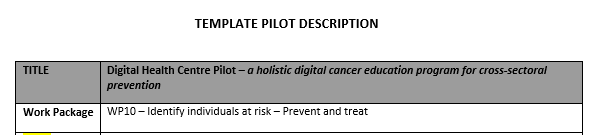 TEMPLATE PILOT DESCRIPTION
TITLE Digital Health Centre Pilot – a holistic digital cancer education program for cross-sectoral
prevention
Work Package WP10 – Identify individuals at risk – Prevent and treat